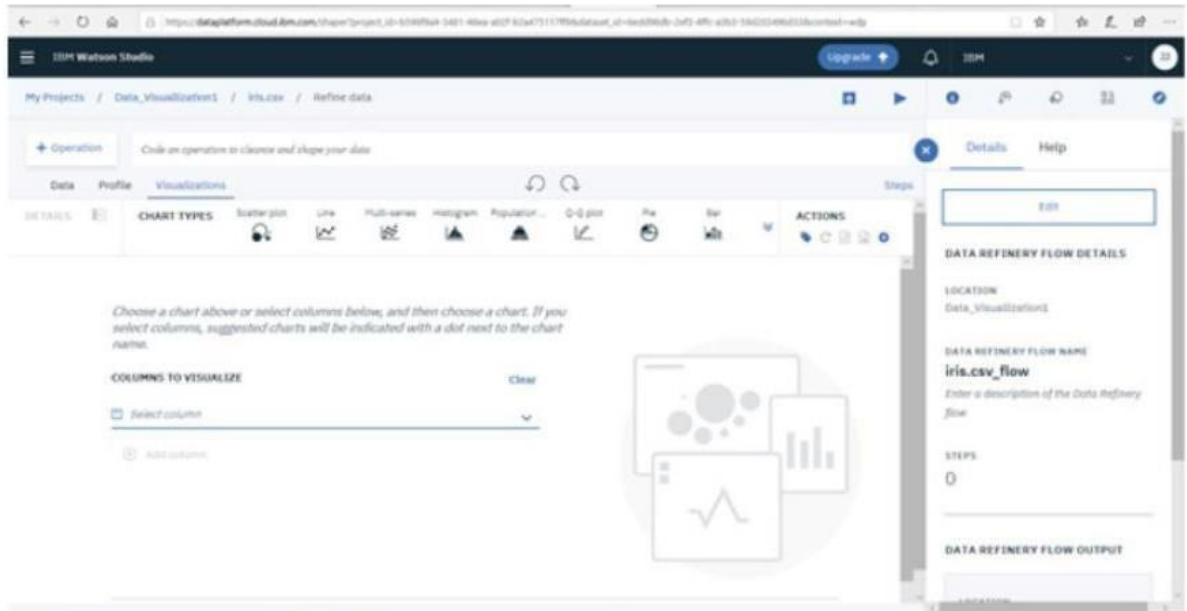 IBM Watson Studio
Upgrade
IBM
My Projects / Data_Visualization1 / iris.csv / Refine data
+ Operation
Code an operation to cleanse and shape your data
Data
Profile
Visualizations
Steps
DETAILS
CHART TYPES
Scatter plot
Line
Multi-series
Histogram
Population ...
Q-Q plot
Pie
Bar
ACTIONS
Choose a chart above or select columns below, and then choose a chart. If you
select columns, suggested charts will be indicated with a dot next to the chart
name.
COLUMNS TO VISUALIZE
Clear
Select column
Add column
Details
Help
Edit
DATA REFINERY FLOW DETAILS
LOCATION
Data_Visualization1
DATA REFINERY FLOW NAME
iris.csv_flow
Enter a description of the Data Refinery
flow
STEPS
0
DATA REFINERY FLOW OUTPUT
LOCATION